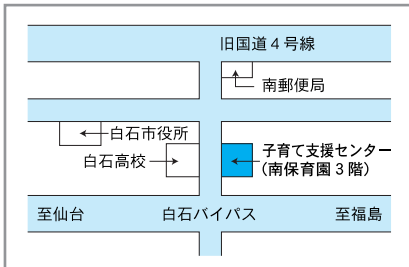 旧国道４号線
南郵便局
白石市役所
白石高校
子育て支援センター
(南保育園３階)
至仙台
白石バイパス
至福島